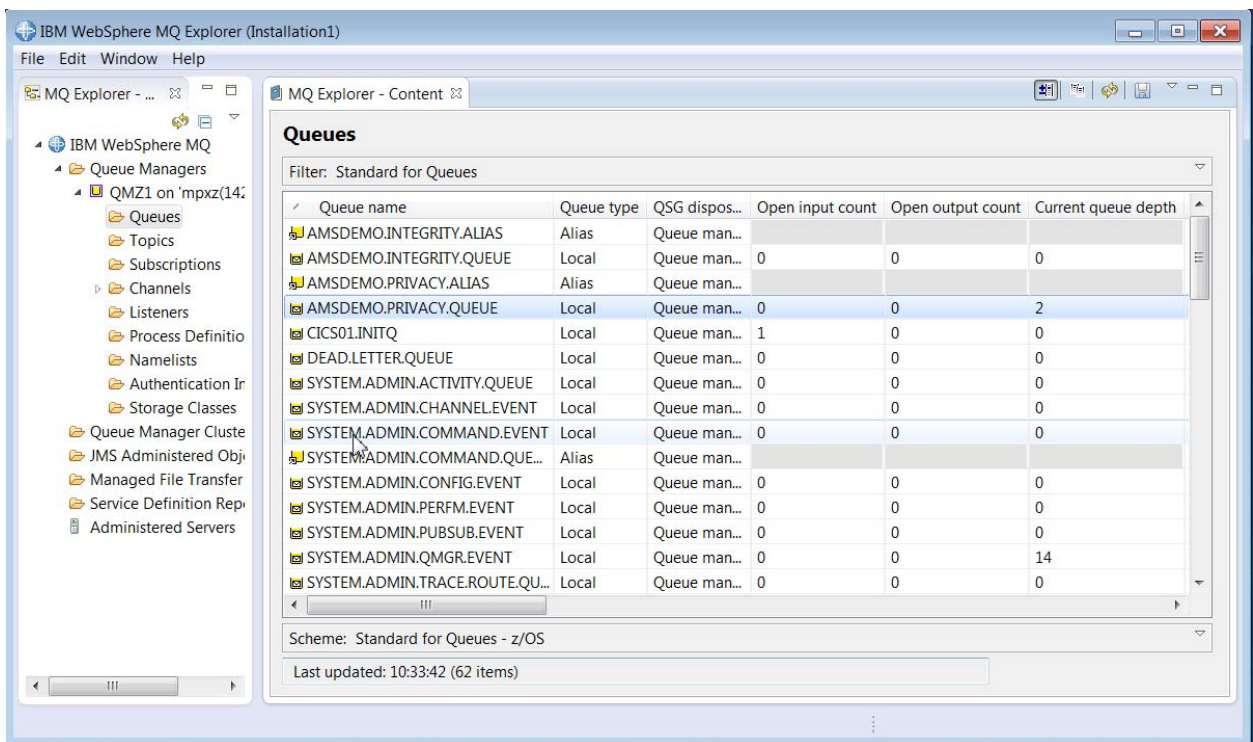 IBM WebSphere MQ Explorer (Installation1)
File Edit Window Help
MQ Explorer - ...
IBM WebSphere MQ
Queue Managers
QMZ1 on 'mpxz(142
Queues
Topics
Subscriptions
Channels
Listeners
Process Definitio
Namelists
Authentication In
Storage Classes
Queue Manager Cluste
JMS Administered Obj
Managed File Transfer
Service Definition Rep
Administered Servers
MQ Explorer - Content
Queues
Filter: Standard for Queues
Queue name Queue type QSG dispos... Open input count Open output count Current queue depth
AMSDEMO.INTEGRITY.ALIAS Alias Queue man...
AMSDEMO.INTEGRITY.QUEUE Local Queue man... 0 0 0
AMSDEMO.PRIVACY.ALIAS Alias Queue man...
AMSDEMO.PRIVACY.QUEUE Local Queue man... 0 0 2
CICS01.INITQ Local Queue man... 1 0 0
DEAD.LETTER.QUEUE Local Queue man... 0 0 0
SYSTEM.ADMIN.ACTIVITY.QUEUE Local Queue man... 0 0 0
SYSTEM.ADMIN.CHANNEL.EVENT Local Queue man... 0 0 0
SYSTEM.ADMIN.COMMAND.EVENT Local Queue man... 0 0 0
SYSTEM.ADMIN.COMMAND.QUE... Alias Queue man...
SYSTEM.ADMIN.CONFIG.EVENT Local Queue man... 0 0 0
SYSTEM.ADMIN.PERFM.EVENT Local Queue man... 0 0 0
SYSTEM.ADMIN.PUBSUB.EVENT Local Queue man... 0 0 0
SYSTEM.ADMIN.QMGR.EVENT Local Queue man... 0 0 14
SYSTEM.ADMIN.TRACE.ROUTE.QU... Local Queue man... 0 0 0
Scheme: Standard for Queues - z/OS
Last updated: 10:33:42 (62 items)